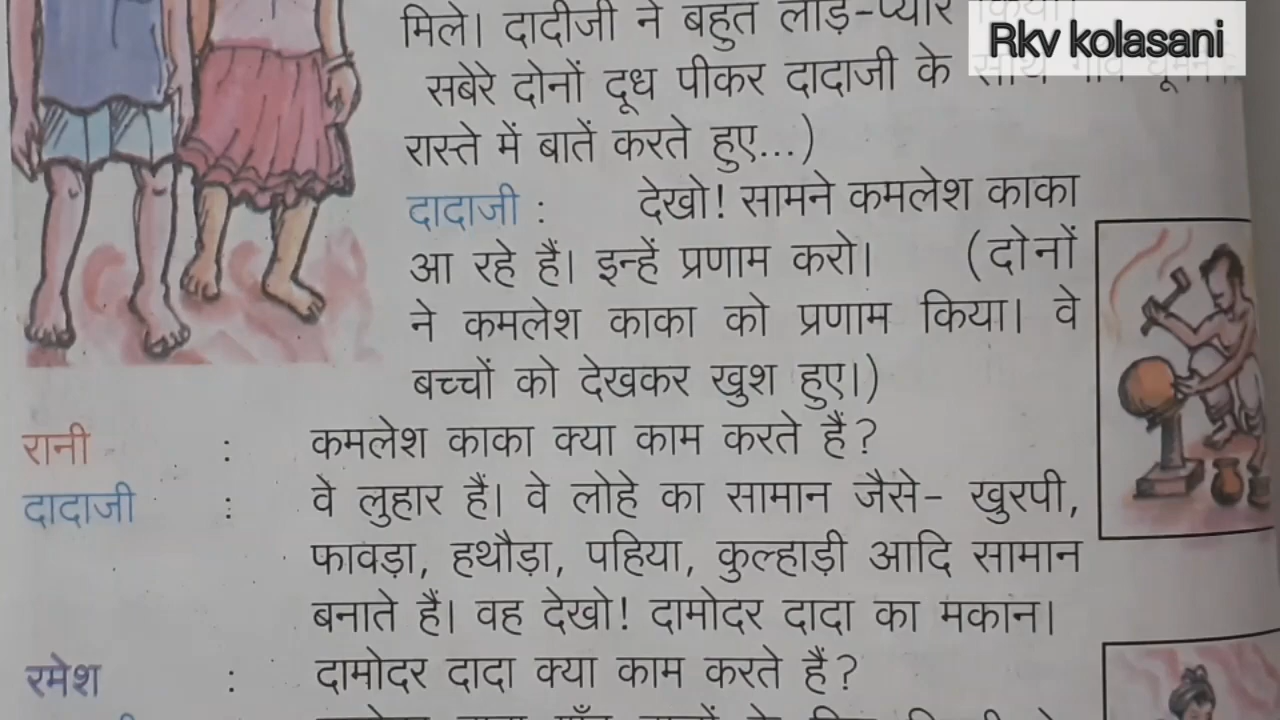 मिले। दादीजी ने बहुत लाड़-प्यार किया।
Rkv kolasani
सबेरे दोनों दूध पीकर दादाजी के साथ गाँव घूमने
रास्ते में बातें करते हुए...)
दादाजी : देखो! सामने कमलेश काका
आ रहे हैं। इन्हें प्रणाम करो। (दोनों
ने कमलेश काका को प्रणाम किया। वे
बच्चों को देखकर खुश हुए।)
रानी : कमलेश काका क्या काम करते हैं?
दादाजी : वे लुहार हैं। वे लोहे का सामान जैसे- खुरपी,
फावड़ा, हथौड़ा, पहिया, कुल्हाड़ी आदि सामान
बनाते हैं। वह देखो! दामोदर दादा का मकान।
रमेश : दामोदर दादा क्या काम करते हैं?